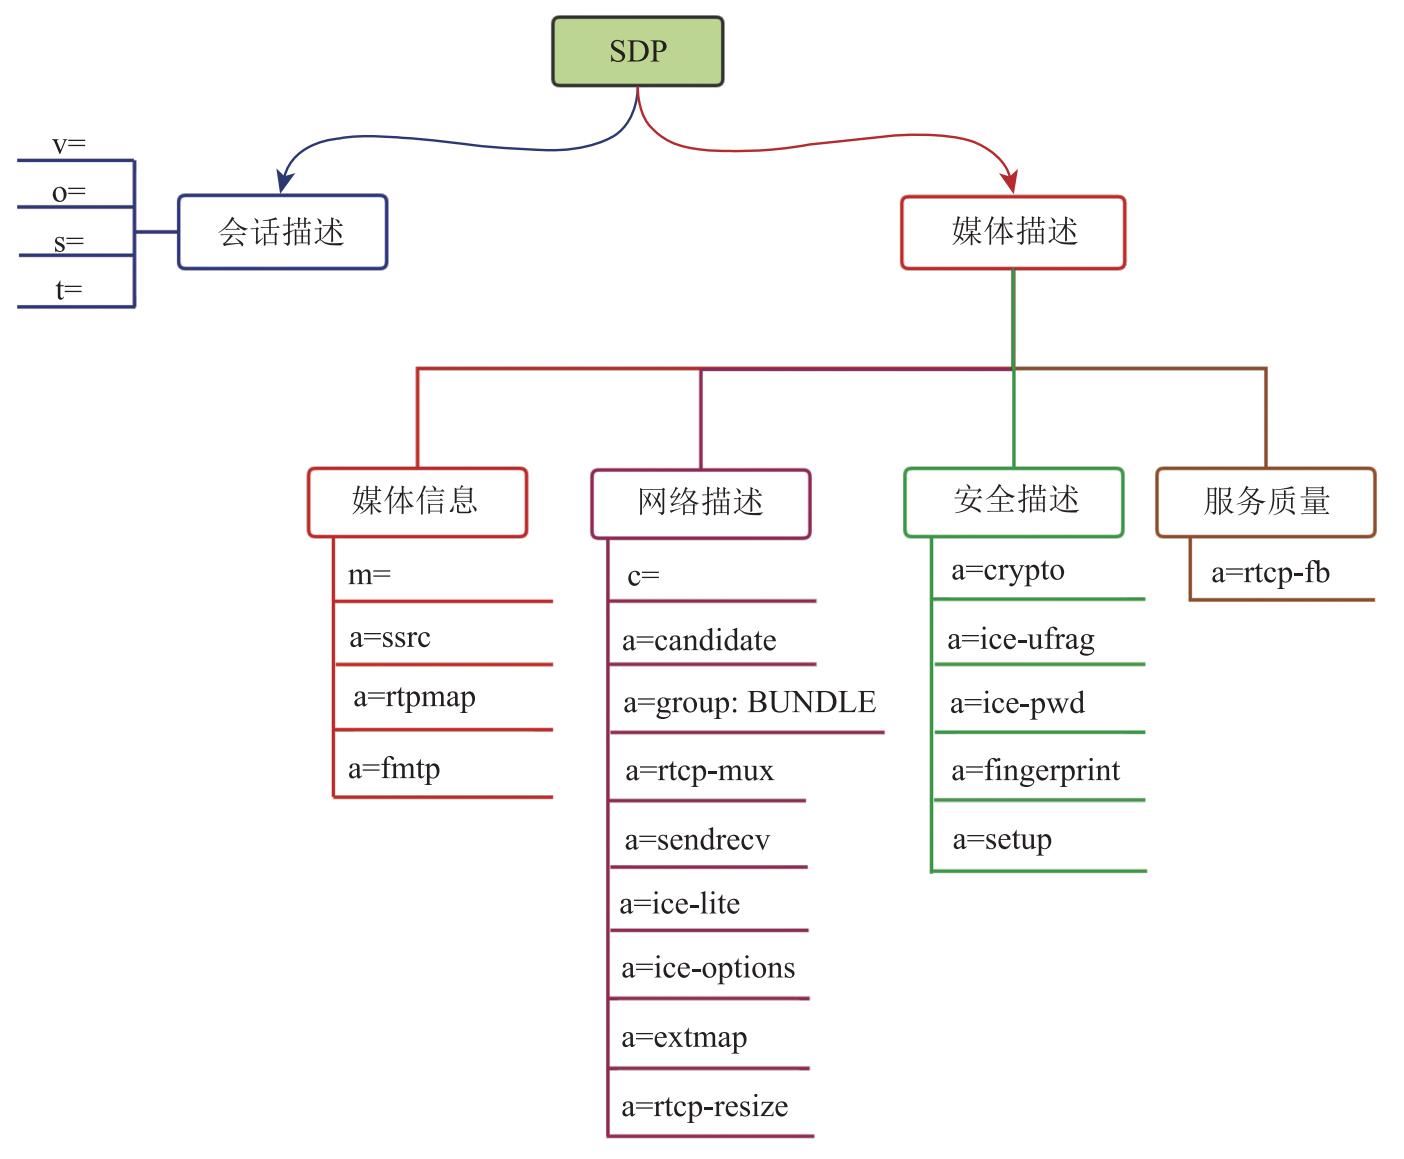 SDP
v=
o=
s=
t=
会话描述
媒体描述
媒体信息
m=
a=ssrc
a=rtpmap
a=fmtp
网络描述
c=
a=candidate
a=group: BUNDLE
a=rtcp-mux
a=sendrecv
a=ice-lite
a=ice-options
a=extmap
a=rtcp-resize
安全描述
a=crypto
a=ice-ufrag
a=ice-pwd
a=fingerprint
a=setup
服务质量
a=rtcp-fb